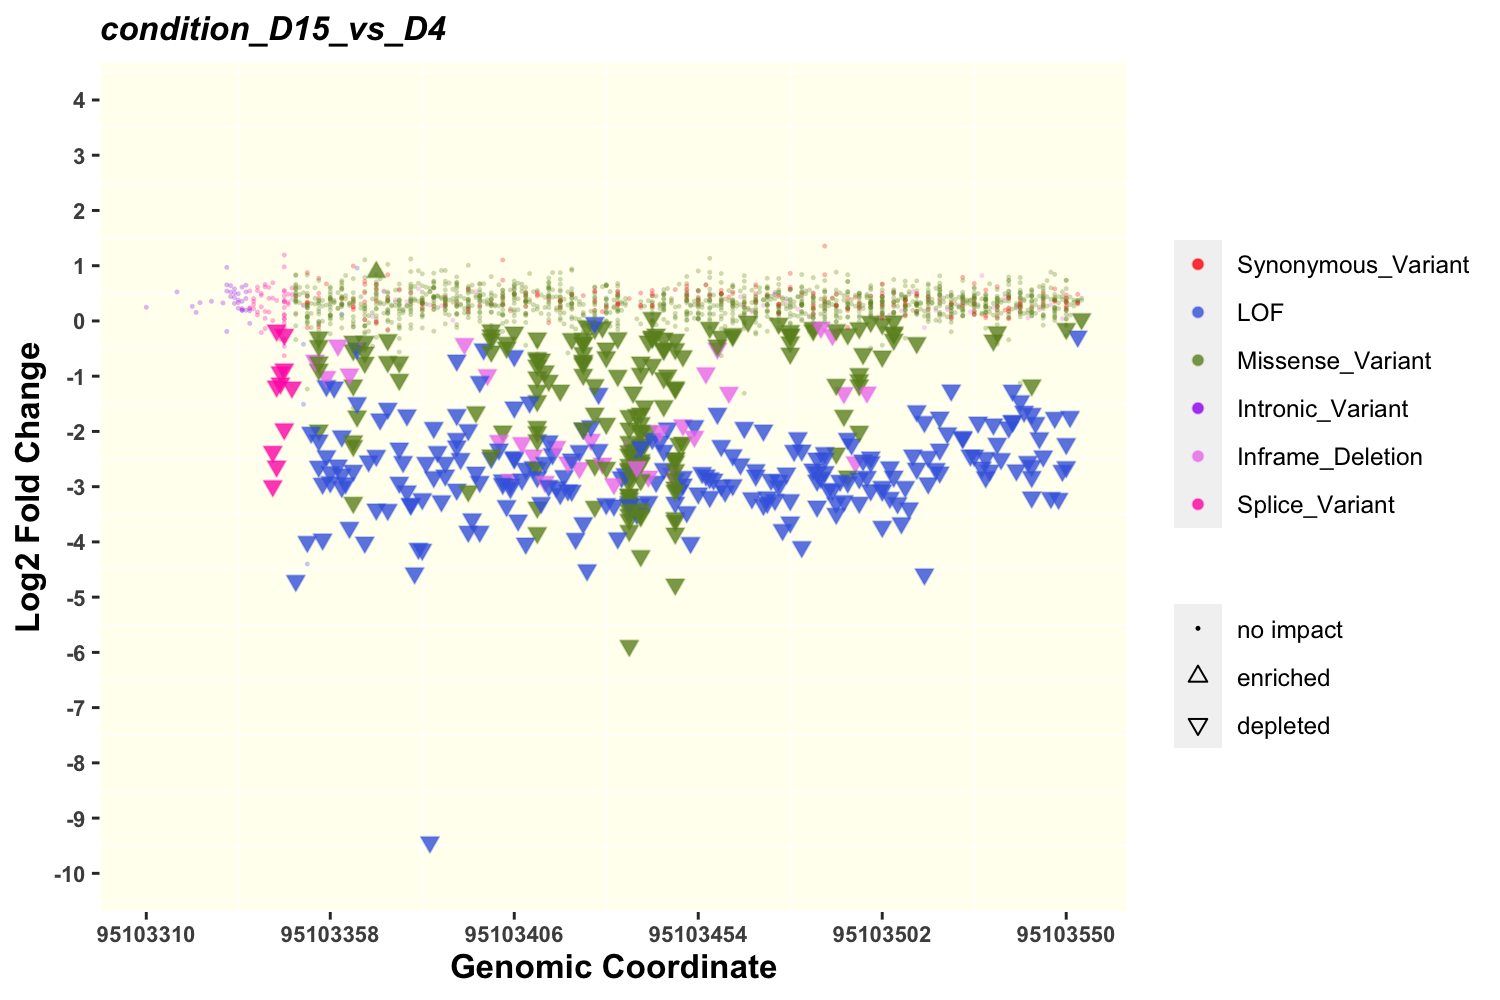 condition_D15_vs_D4
4
3
2
1
0
-1
-2
-3
-4
-5
-6
-7
-8
-9
-10
Log2 Fold Change
95103310 95103358 95103406 95103454 95103502 95103550
Genomic Coordinate
Synonymous_Variant
LOF
Missense_Variant
Intronic_Variant
Inframe_Deletion
Splice_Variant
no impact
enriched
depleted